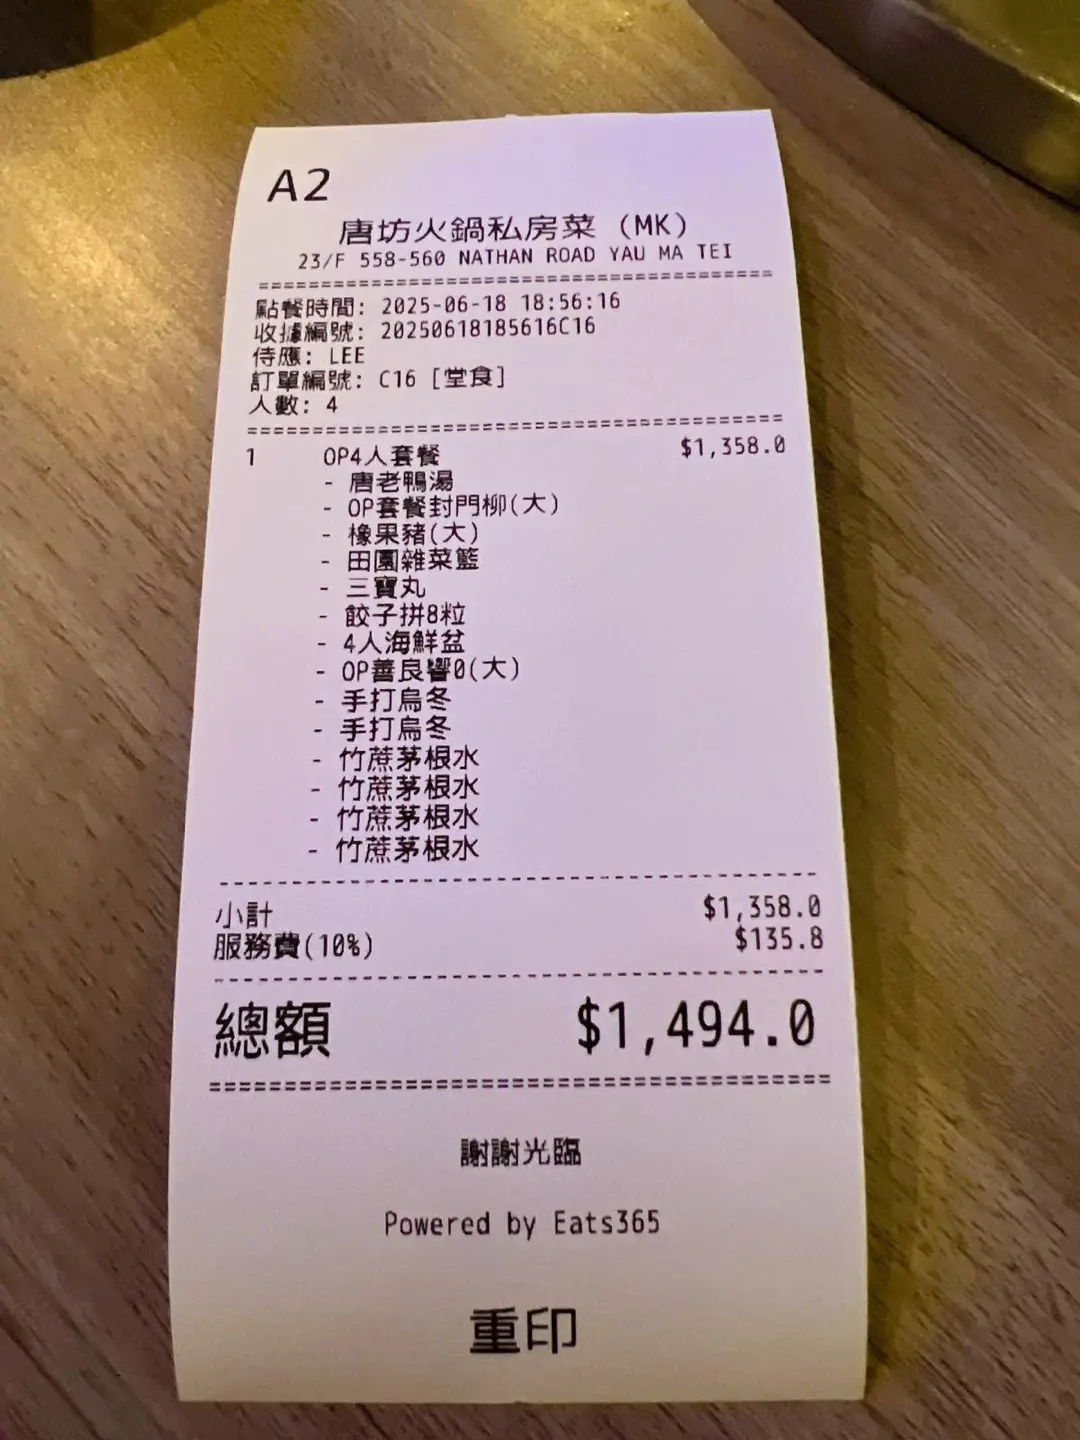 A2
唐坊火鍋私房菜 (MK)
23/F 558-560 NATHAN ROAD YAU MA TEI
點餐時間: 2025-06-18 18:56:16
收據編號: 20250618185616C16
侍應: LEE
訂單編號: C16 [堂食]
人數: 4
1 OP4人套餐 $1,358.0
- 唐老鴨湯
- OP套餐封門柳(大)
- 橡果豬(大)
- 田園雜菜籃
- 三寶丸
- 餃子拼8粒
- 4人海鮮盆
- OP善良響0(大)
- 手打烏冬
- 手打烏冬
- 竹蔗茅根水
- 竹蔗茅根水
- 竹蔗茅根水
- 竹蔗茅根水
小計 $1,358.0
服務費(10%) $135.8
總額 $1,494.0
謝謝光臨
Powered by Eats365
重印